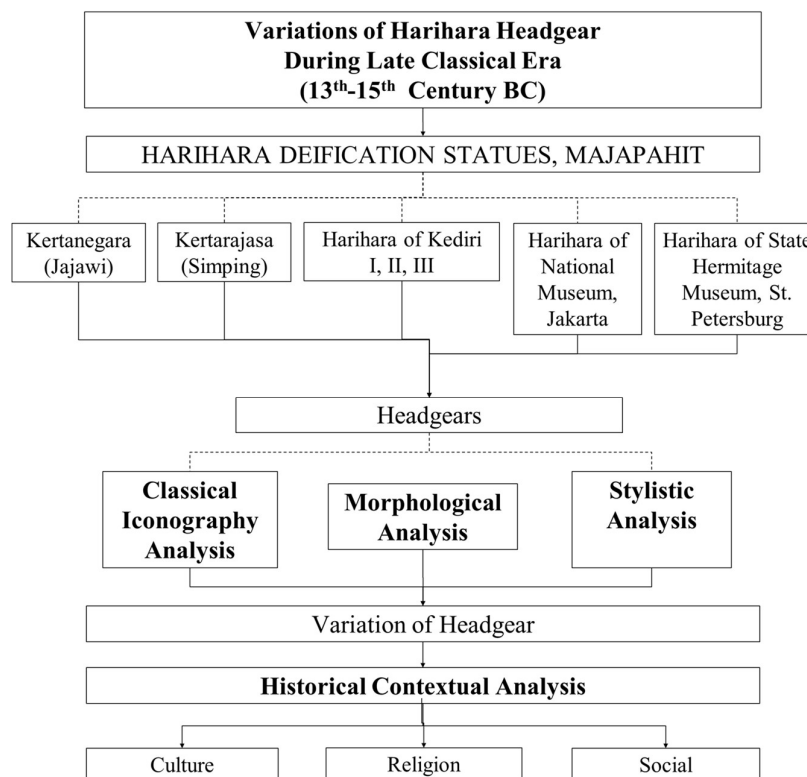 Variations of Harihara Headgear
During Late Classical Era
(13th-15th Century BC)
HARIHARA DEIFICATION STATUES, MAJAPAHIT
Kertanegara
(Jajawi)
Kertarajasa
(Simping)
Harihara of Kediri
I, II, III
Harihara of
National
Museum,
Jakarta
Harihara of State
Hermitage
Museum, St.
Petersburg
Headgears
Classical
Iconography
Analysis
Morphological
Analysis
Stylistic
Analysis
Variation of Headgear
Historical Contextual Analysis
Culture
Religion
Social